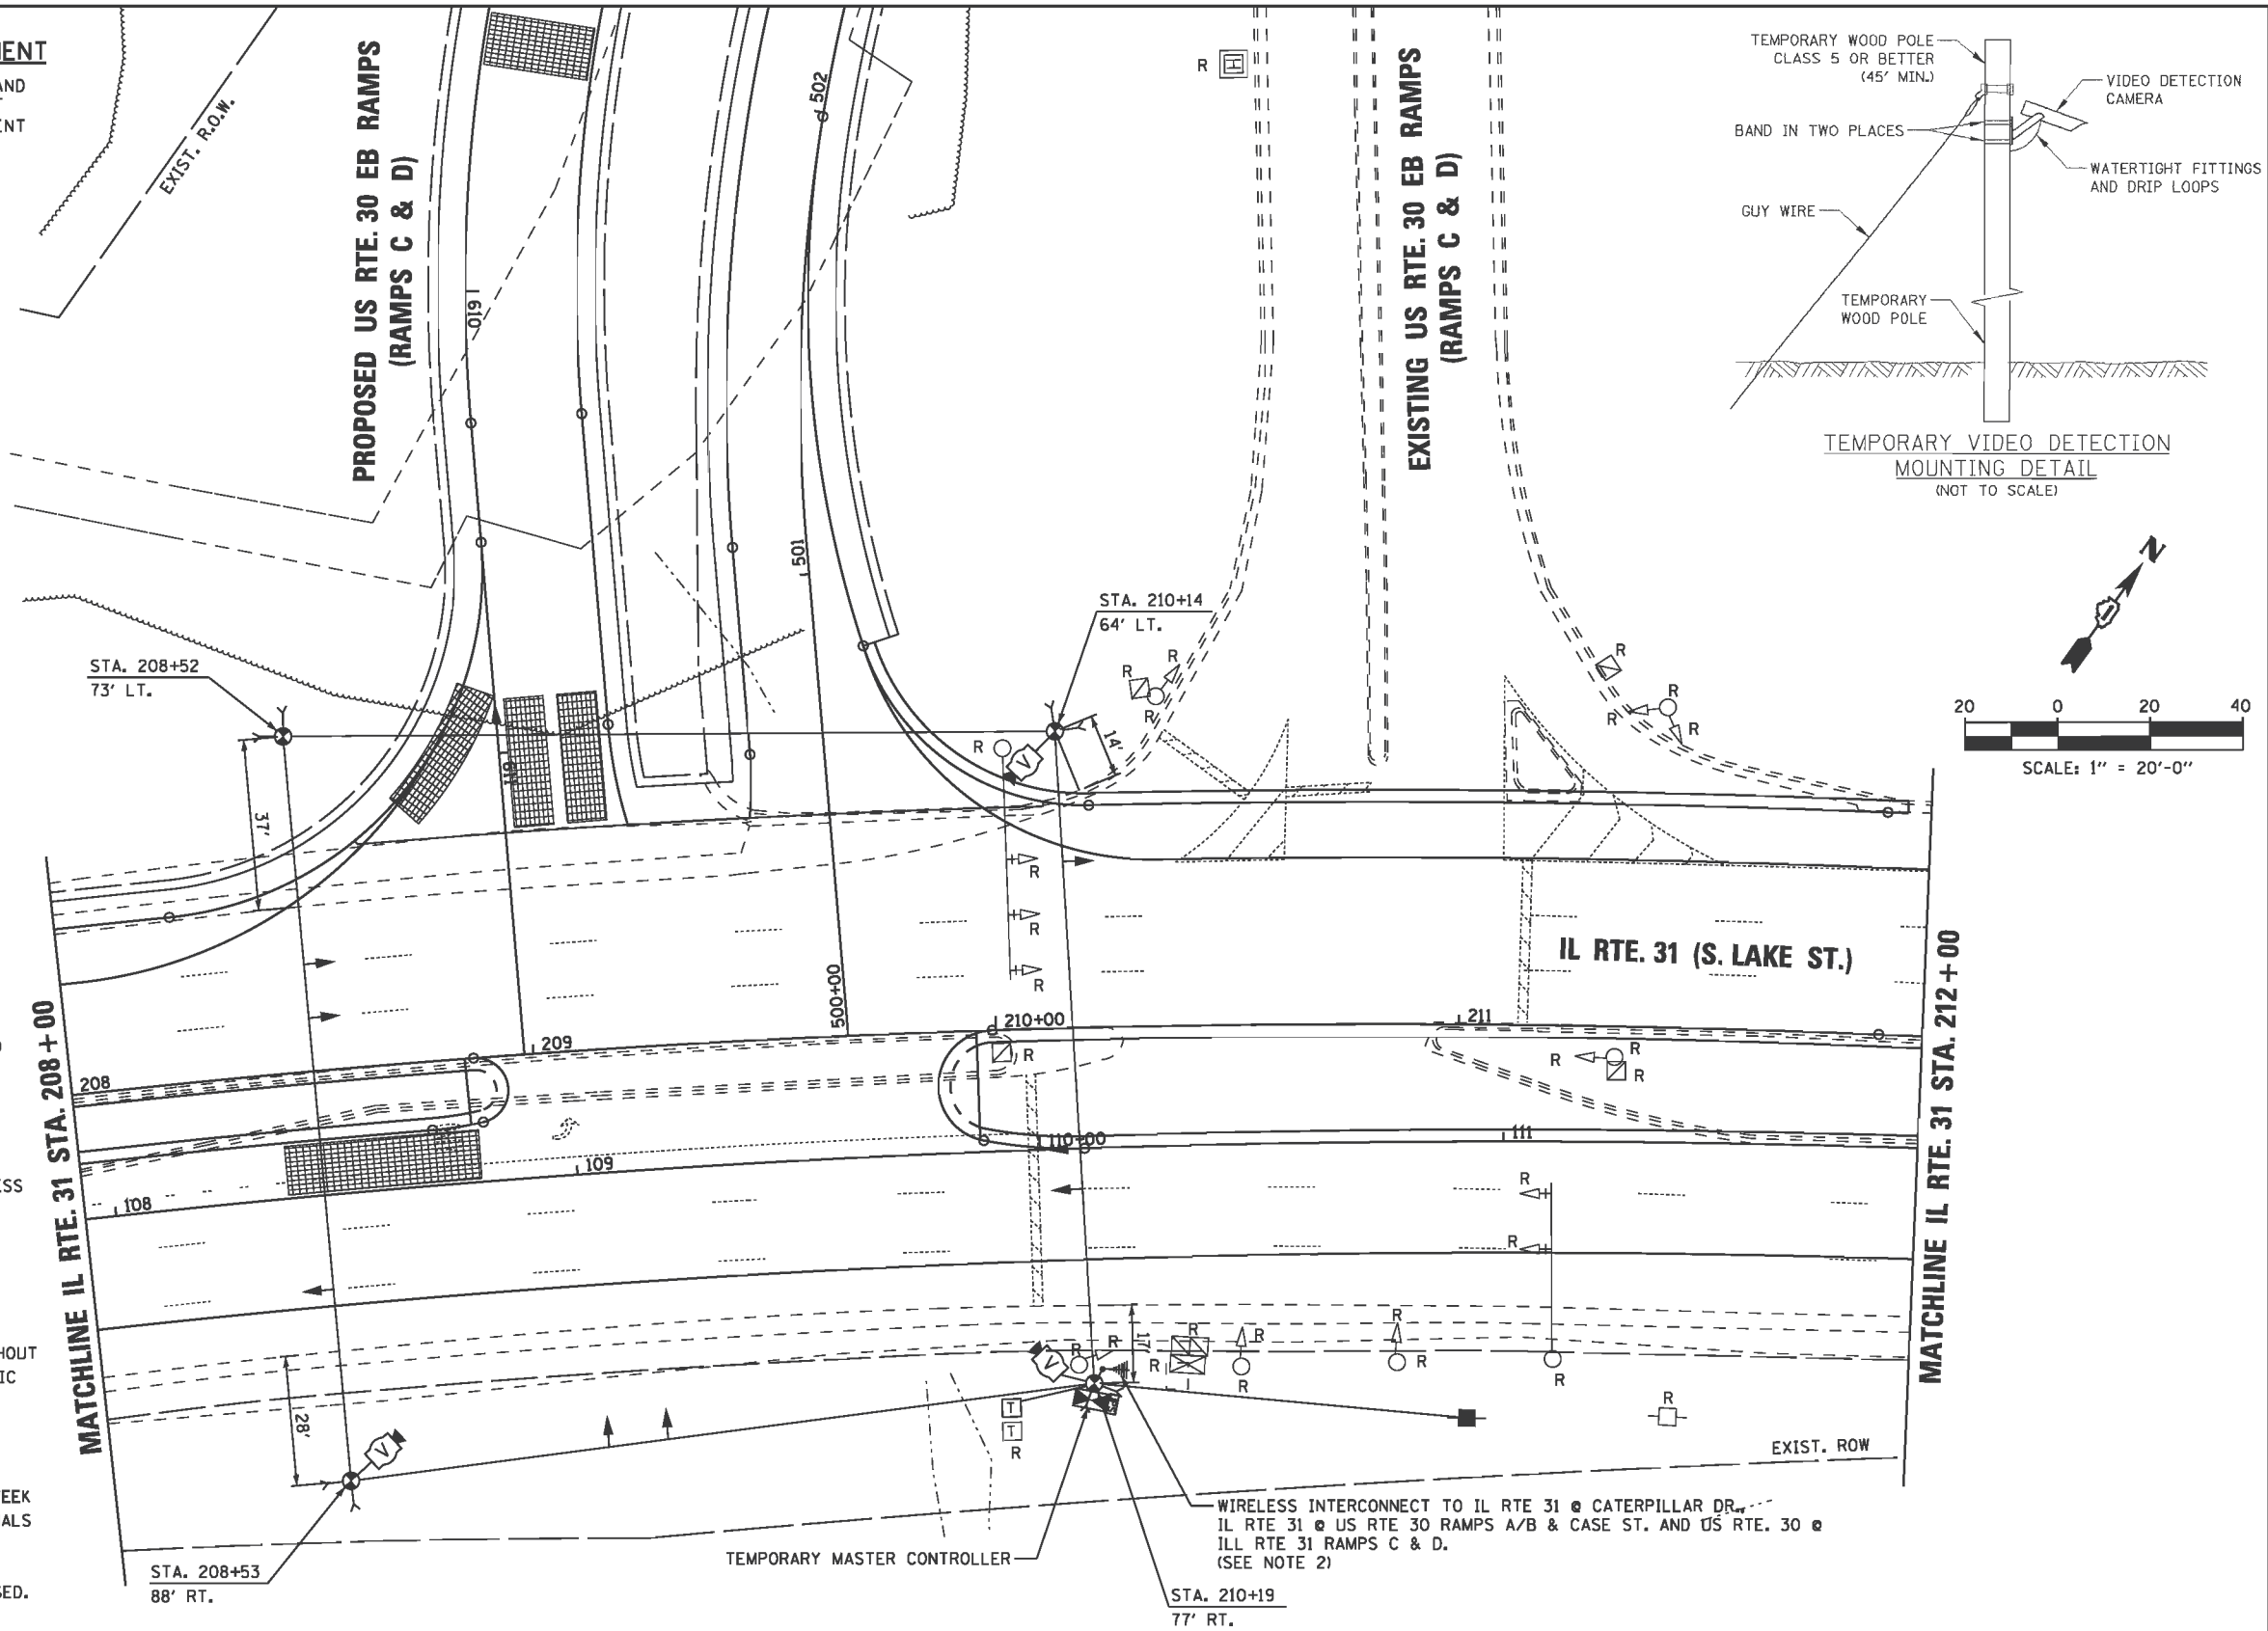 MENT
AND
ENT
EXIST. R.O.W.
PROPOSED US RTE. 30 EB RAMPS
(RAMPS C & D)
610
502
501
611
R
H
EXISTING US RTE. 30 EB RAMPS
(RAMPS C & D)
TEMPORARY WOOD POLE
CLASS 5 OR BETTER
(45' MIN.)
VIDEO DETECTION
CAMERA
BAND IN TWO PLACES
WATERTIGHT FITTINGS
AND DRIP LOOPS
GUY WIRE
TEMPORARY
WOOD POLE
TEMPORARY VIDEO DETECTION
MOUNTING DETAIL
(NOT TO SCALE)
N
20 0 20 40
SCALE: 1" = 20'-0"
STA. 208+52
73' LT.
STA. 210+14
64' LT.
R
R
R
R
R
R
R
V
14'
37'
R
R
R
IL RTE. 31 (S. LAKE ST.)
500+00
210+00
211
209
208
R
R
R
R
110+00
111
109
108
R
R
MATCHLINE IL RTE. 31 STA. 208+00
MATCHLINE IL RTE. 31 STA. 212+00
ESS
HOUT
IC
EEK
ALS
SED.
17'
28'
V
V
R
R
R
R
R
R
R
R
R
R
T
T
R
EXIST. ROW
WIRELESS INTERCONNECT TO IL RTE 31 @ CATERPILLAR DR.,
IL RTE 31 @ US RTE 30 RAMPS A/B & CASE ST. AND US RTE. 30 @
ILL RTE 31 RAMPS C & D.
(SEE NOTE 2)
TEMPORARY MASTER CONTROLLER
STA. 208+53
88' RT.
STA. 210+19
77' RT.